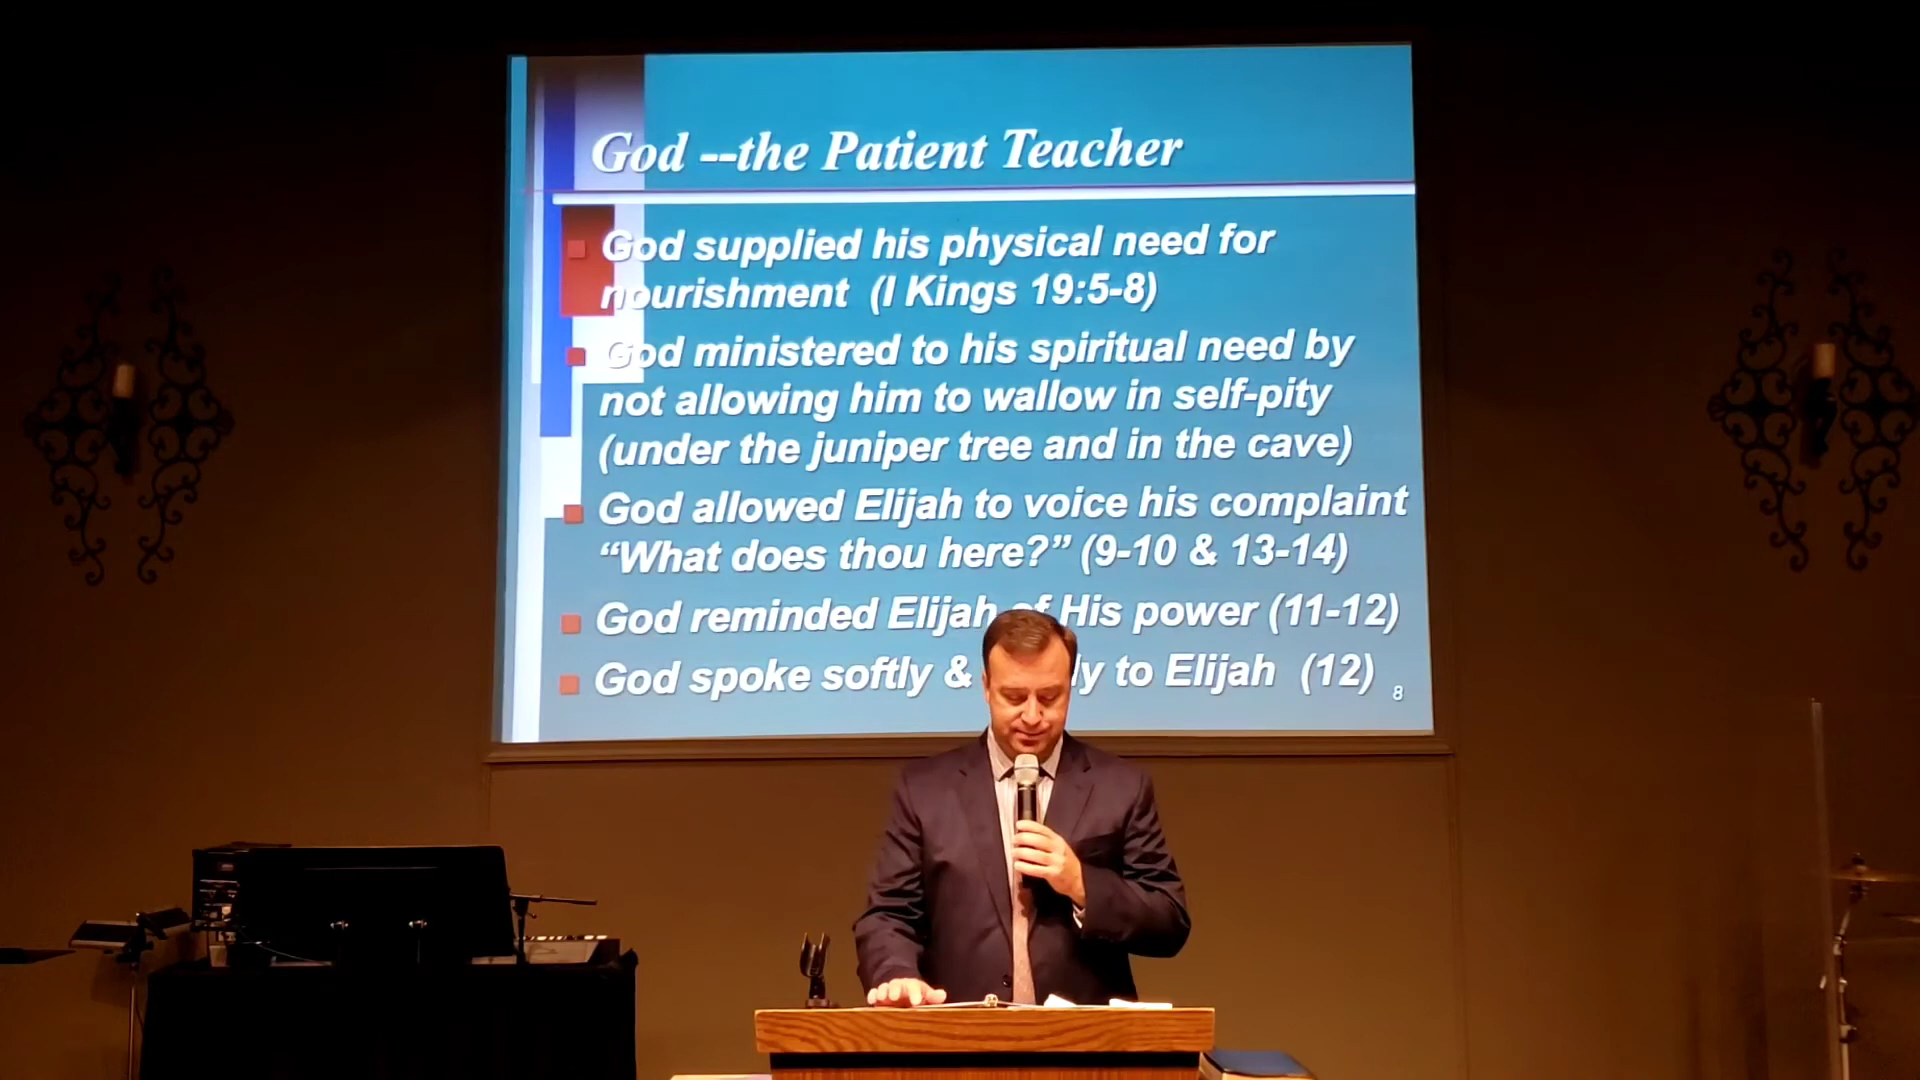 God --the Patient Teacher
God supplied his physical need for
nourishment (I Kings 19:5-8)
God ministered to his spiritual need by
not allowing him to wallow in self-pity
(under the juniper tree and in the cave)
God allowed Elijah to voice his complaint
“What does thou here?” (9-10 & 13-14)
God reminded Elijah of His power (11-12)
God spoke softly & to Elijah (12)
8